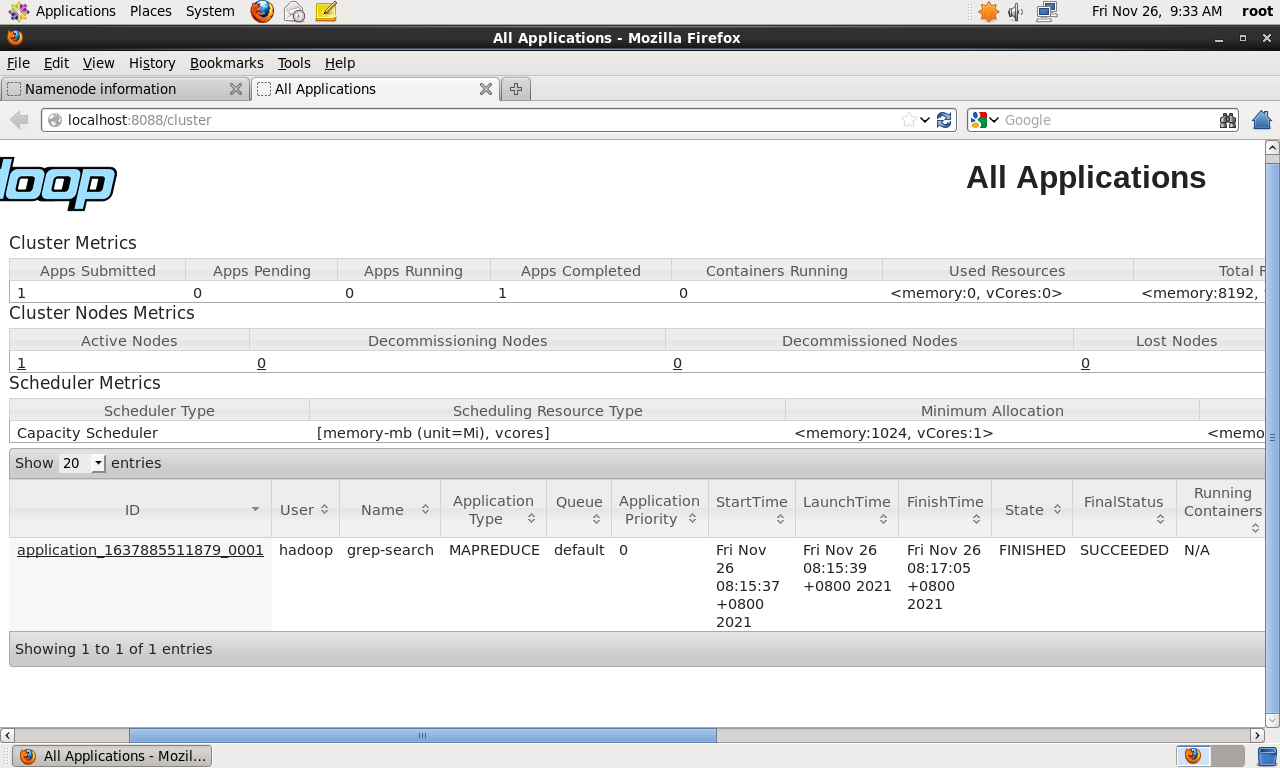 Applications Places System Fri Nov 26, 9:33 AM root
All Applications - Mozilla Firefox
File Edit View History Bookmarks Tools Help
Namenode information All Applications
localhost:8088/cluster Google
loop All Applications
Cluster Metrics
Apps Submitted Apps Pending Apps Running Apps Completed Containers Running Used Resources Total
1 0 0 1 0 <memory:0, vCores:0> <memory:8192,
Cluster Nodes Metrics
Active Nodes Decommissioning Nodes Decommissioned Nodes Lost Nodes
1 0 0 0
Scheduler Metrics
Scheduler Type Scheduling Resource Type Minimum Allocation
Capacity Scheduler [memory-mb (unit=Mi), vcores] <memory:1024, vCores:1> <memo
Show 20 entries
ID User Name Application Type Queue Application Priority StartTime LaunchTime FinishTime State FinalStatus Running Containers
application_1637885511879_0001 hadoop grep-search MAPREDUCE default 0 Fri Nov 26 08:15:37 +0800 2021 Fri Nov 26 08:15:39 +0800 2021 Fri Nov 26 08:17:05 +0800 2021 FINISHED SUCCEEDED N/A
Showing 1 to 1 of 1 entries
All Applications - Mozil...